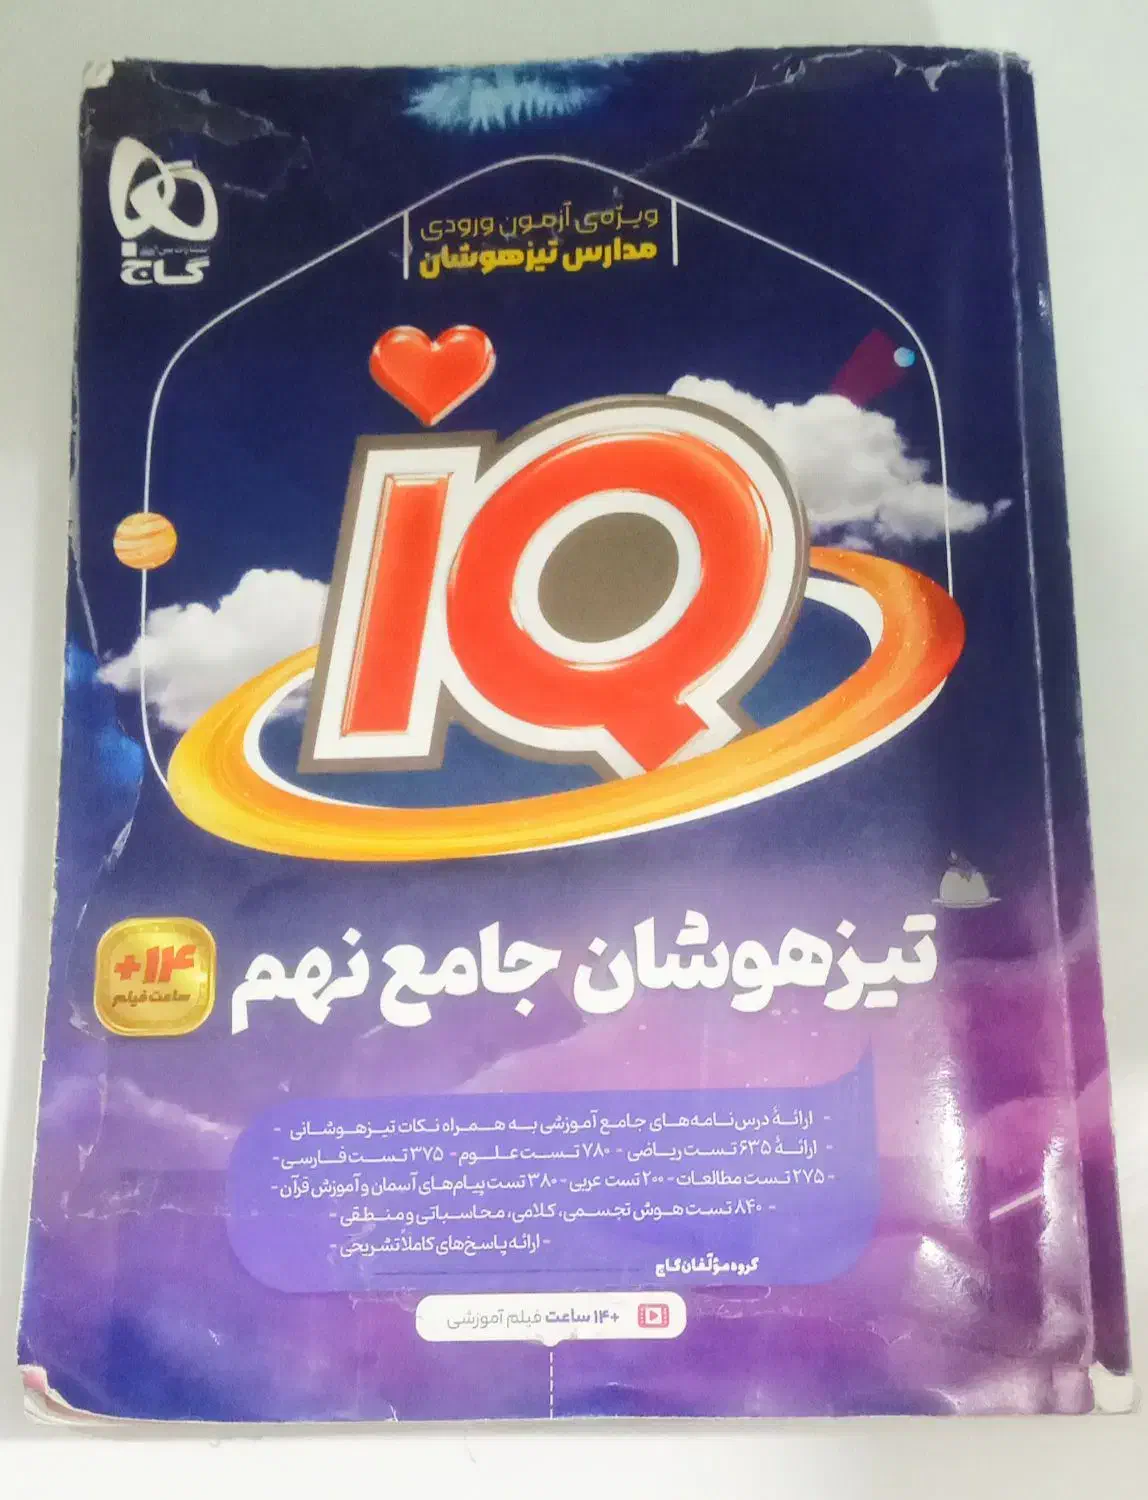 گاج
ویژه‌ی آزمون ورودی
مدارس تیزهوشان
iQ
تیزهوشان جامع نهم
+۱۴
ساعت فیلم
- ارائهٔ درس‌نامه‌های جامع آموزشی به همراه نکات تیزهوشانی -
- ارائهٔ ۶۳۵ تست ریاضی - ۷۸۰ تست علوم - ۳۷۵ تست فارسی -
- ۲۷۵ تست مطالعات - ۲۰۰ تست عربی - ۳۸۰ تست پیام‌های آسمان و آموزش قرآن -
- ۸۴۰ تست هوش تجسمی، کلامی، محاسباتی و منطقی -
- ارائه پاسخ‌های کاملاً تشریحی -
گروه مؤلفان گاج
+۱۴ ساعت فیلم آموزشی